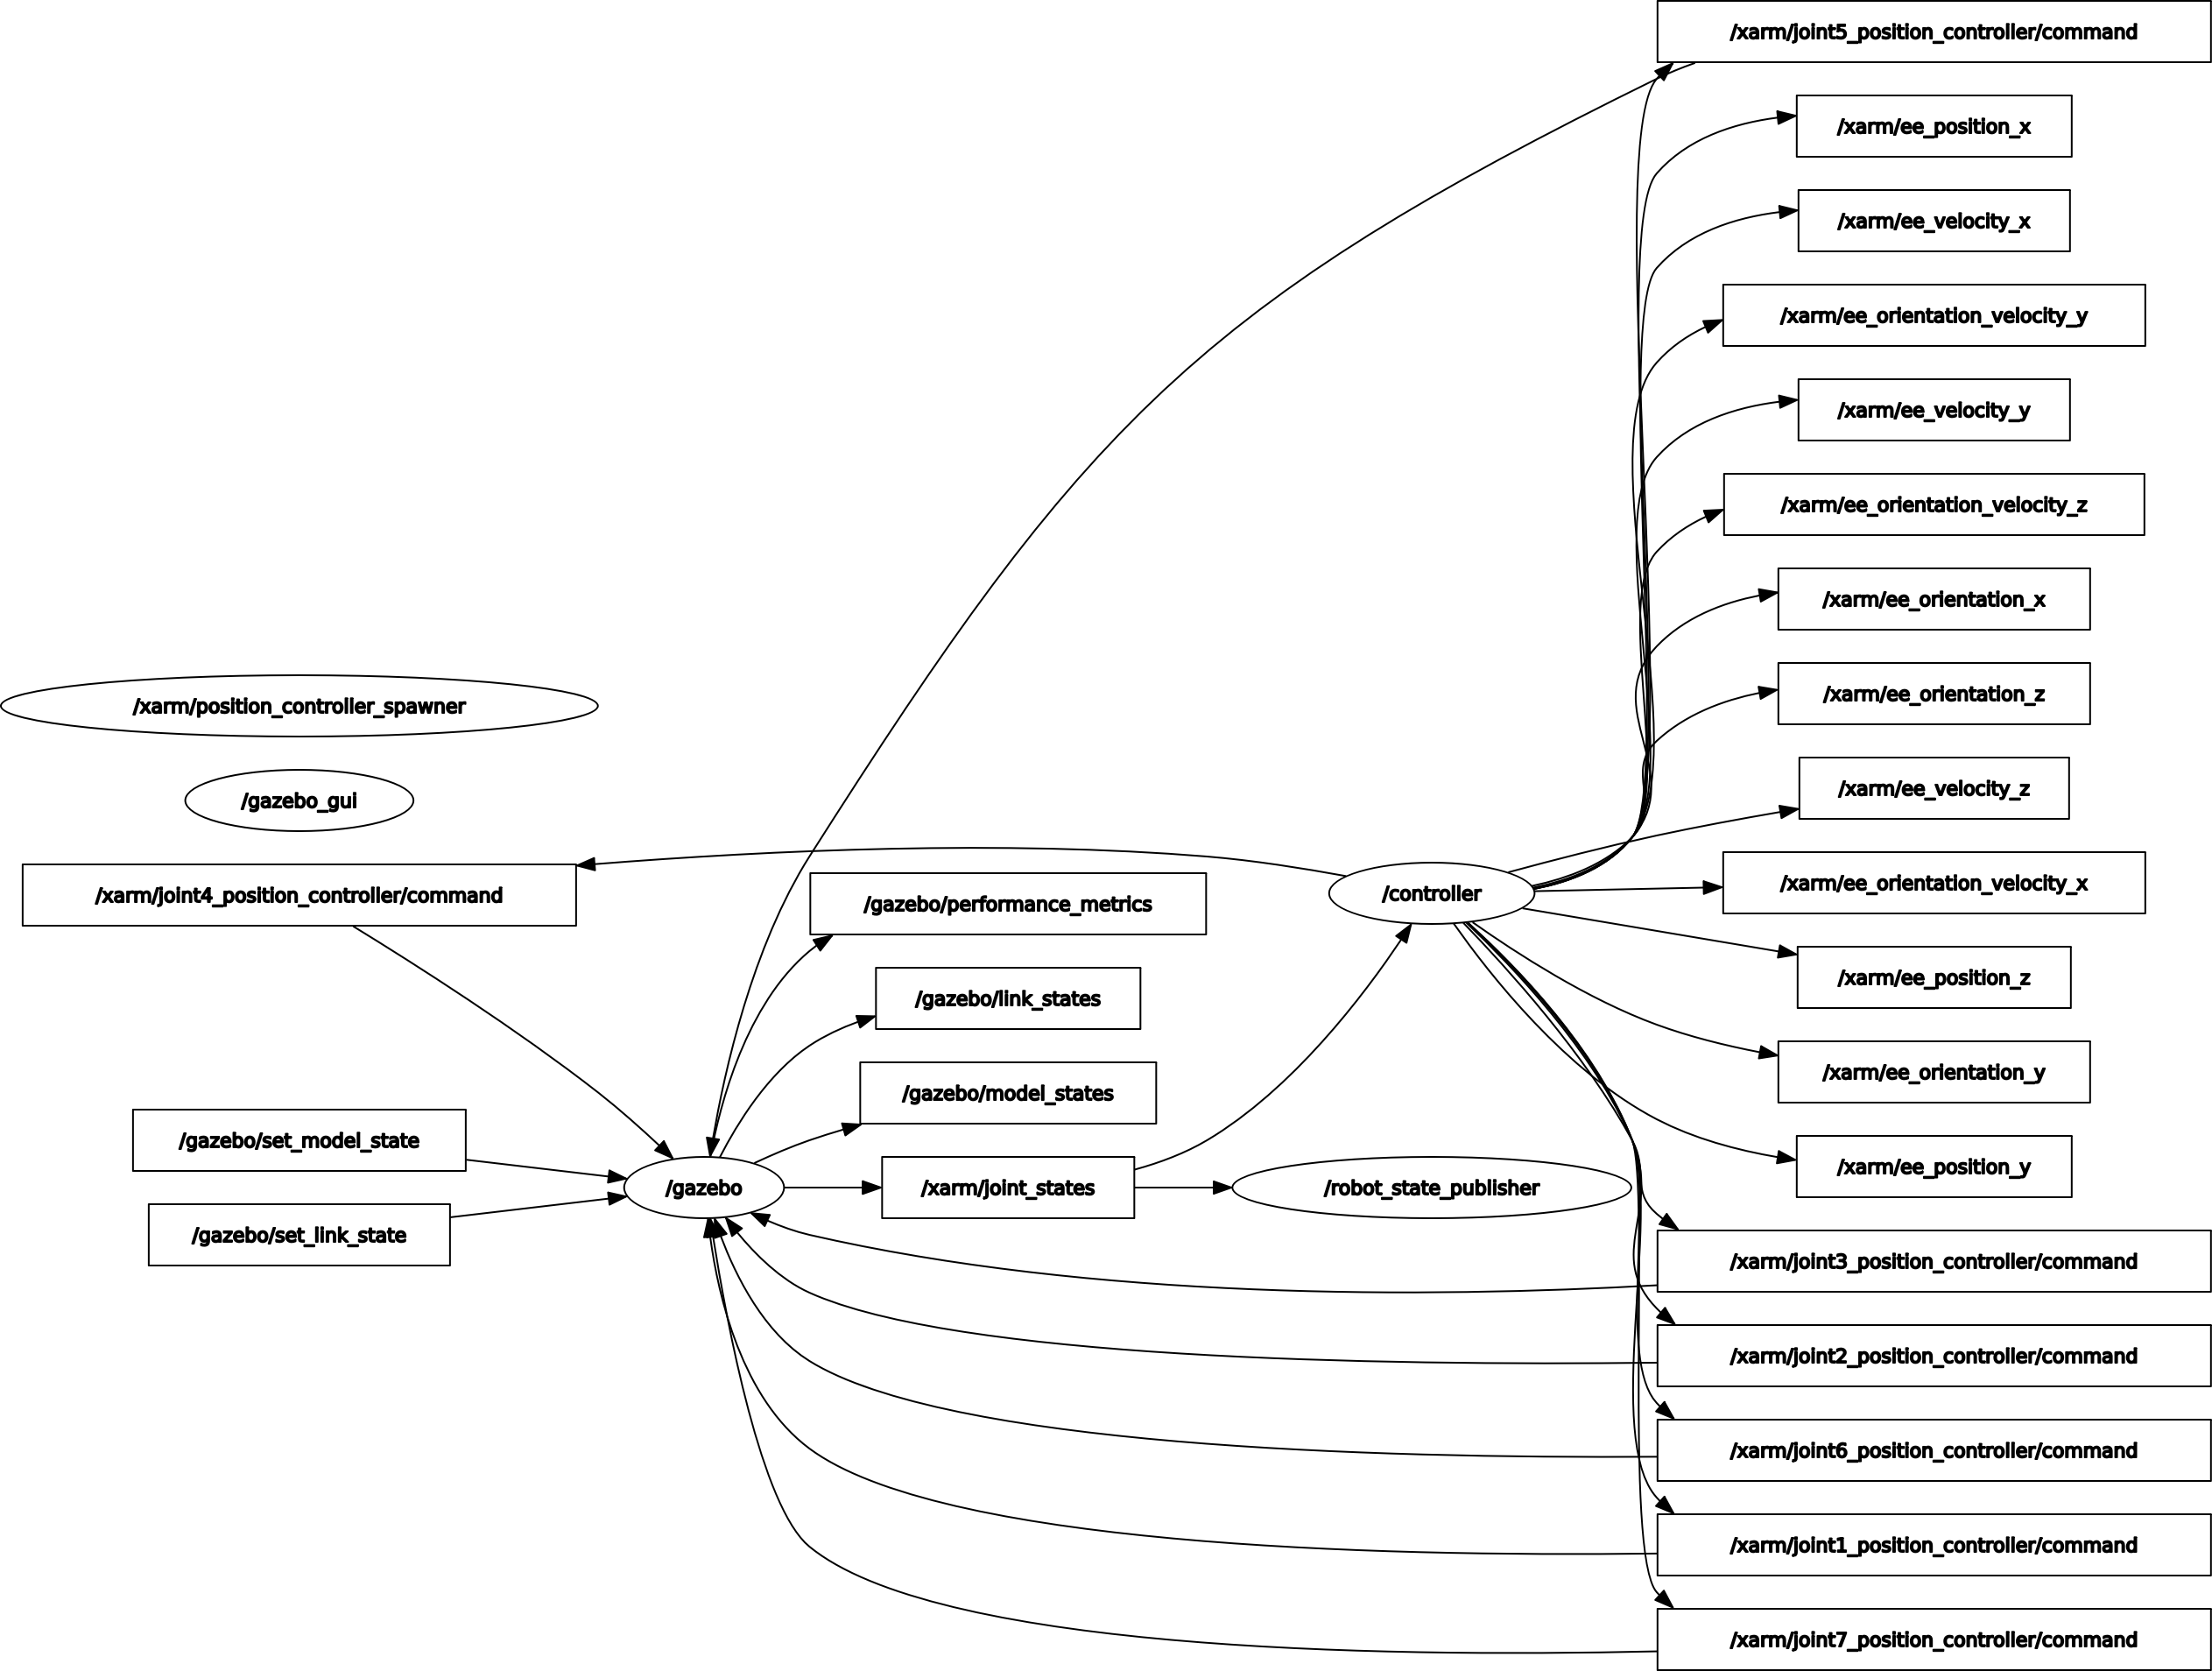 /xarm/joint5_position_controller/command
/xarm/ee_position_x
/xarm/ee_velocity_x
/xarm/ee_orientation_velocity_y
/xarm/ee_velocity_y
/xarm/ee_orientation_velocity_z
/xarm/ee_orientation_x
/xarm/ee_orientation_z
/xarm/position_controller_spawner
/gazebo_gui
/xarm/ee_velocity_z
/xarm/joint4_position_controller/command
/gazebo/performance_metrics
/controller
/xarm/ee_orientation_velocity_x
/gazebo/link_states
/xarm/ee_position_z
/gazebo/model_states
/xarm/ee_orientation_y
/gazebo/set_model_state
/xarm/ee_position_y
/gazebo
/xarm/joint_states
/robot_state_publisher
/gazebo/set_link_state
/xarm/joint3_position_controller/command
/xarm/joint2_position_controller/command
/xarm/joint6_position_controller/command
/xarm/joint1_position_controller/command
/xarm/joint7_position_controller/command